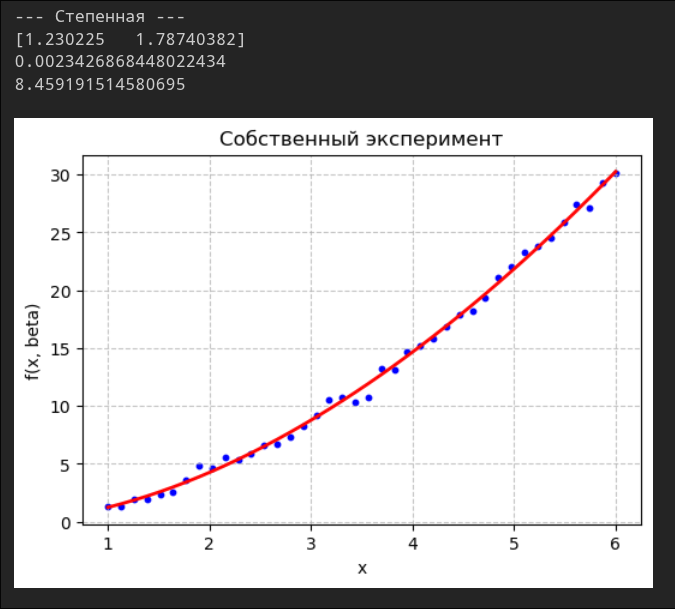 --- Степенная ---
[1.230225   1.78740382]
0.0023426868448022434
8.459191514580695
Собственный эксперимент
30
25
20
15
10
5
0
f(x, beta)
1 2 3 4 5 6
x